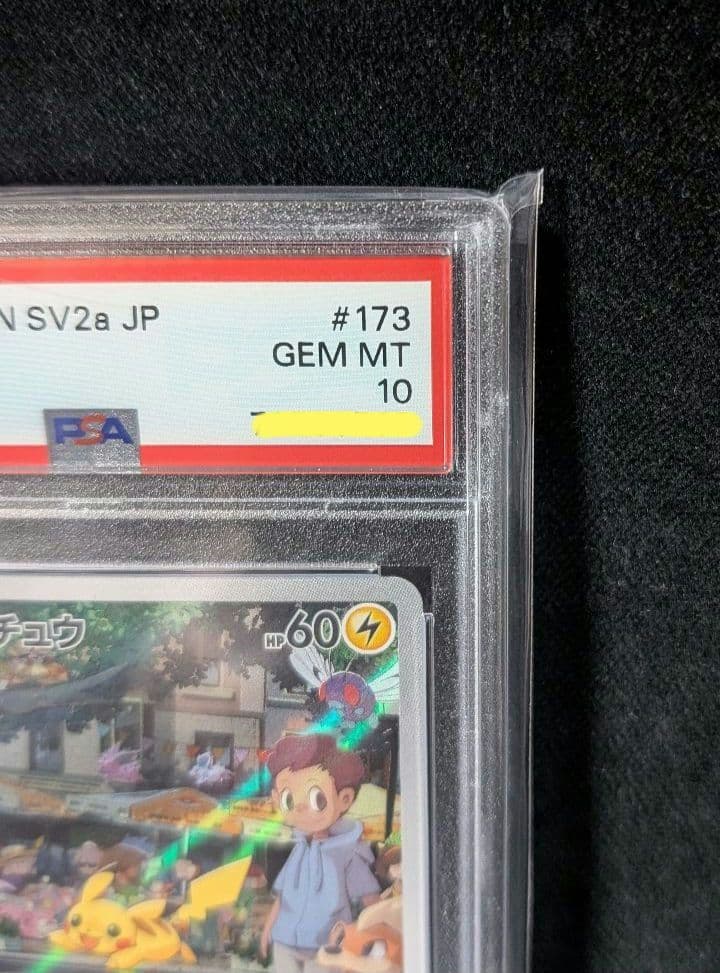 N SV2a JP
#173
GEM MT
10
PSA
チュウ
HP60